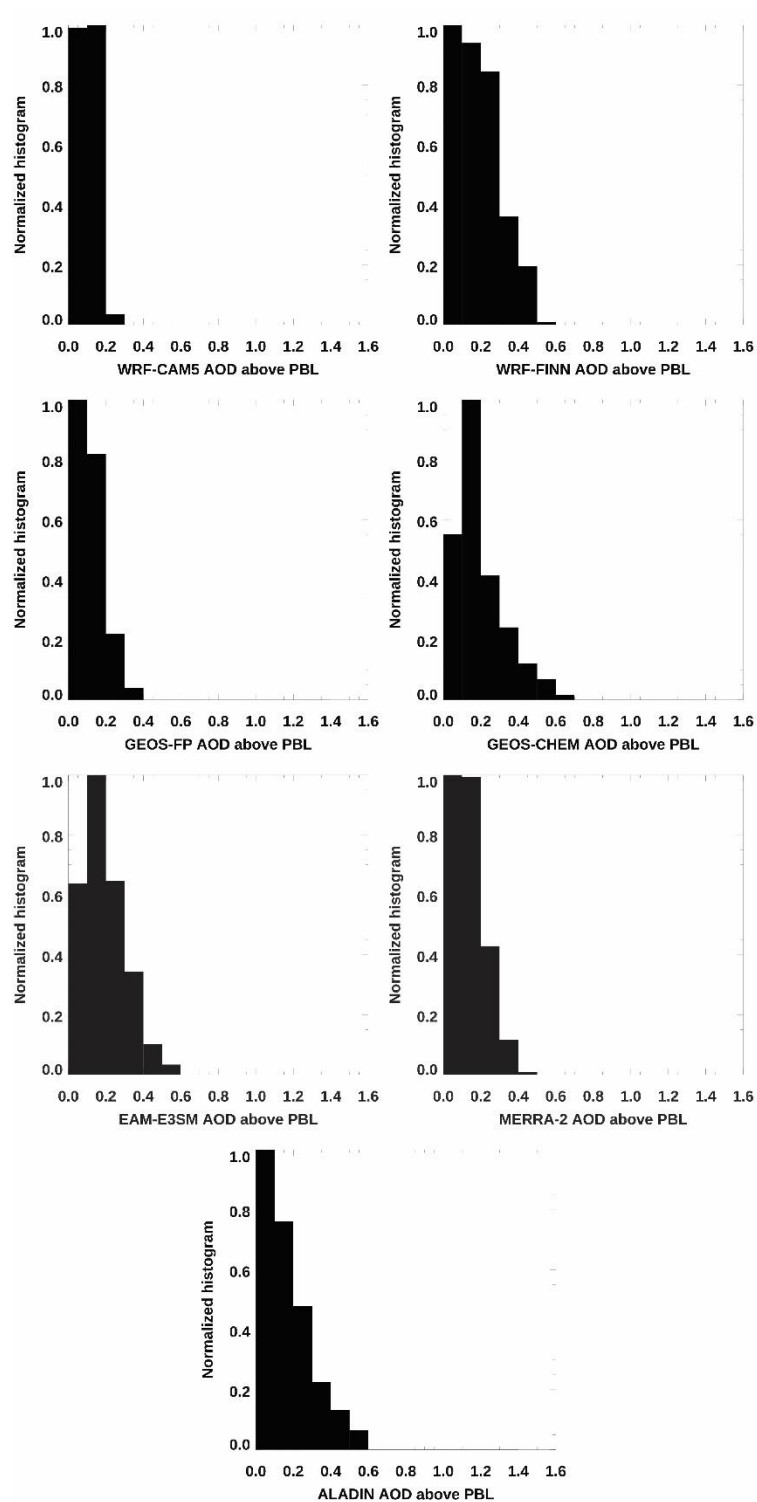 1.0
0.8
0.6
0.4
0.2
0.0
Normalized histogram
0.0 0.2 0.4 0.6 0.8 1.0 1.2 1.4 1.6
WRF-CAM5 AOD above PBL
1.0
0.8
0.6
0.4
0.2
0.0
Normalized histogram
0.0 0.2 0.4 0.6 0.8 1.0 1.2 1.4 1.6
WRF-FINN AOD above PBL
1.0
0.8
0.6
0.4
0.2
0.0
Normalized histogram
0.0 0.2 0.4 0.6 0.8 1.0 1.2 1.4 1.6
GEOS-FP AOD above PBL
1.0
0.8
0.6
0.4
0.2
0.0
Normalized histogram
0.0 0.2 0.4 0.6 0.8 1.0 1.2 1.4 1.6
GEOS-CHEM AOD above PBL
1.0
0.8
0.6
0.4
0.2
0.0
Normalized histogram
0.0 0.2 0.4 0.6 0.8 1.0 1.2 1.4 1.6
EAM-E3SM AOD above PBL
1.0
0.8
0.6
0.4
0.2
0.0
Normalized histogram
0.0 0.2 0.4 0.6 0.8 1.0 1.2 1.4 1.6
MERRA-2 AOD above PBL
1.0
0.8
0.6
0.4
0.2
0.0
Normalized histogram
0.0 0.2 0.4 0.6 0.8 1.0 1.2 1.4 1.6
ALADIN AOD above PBL